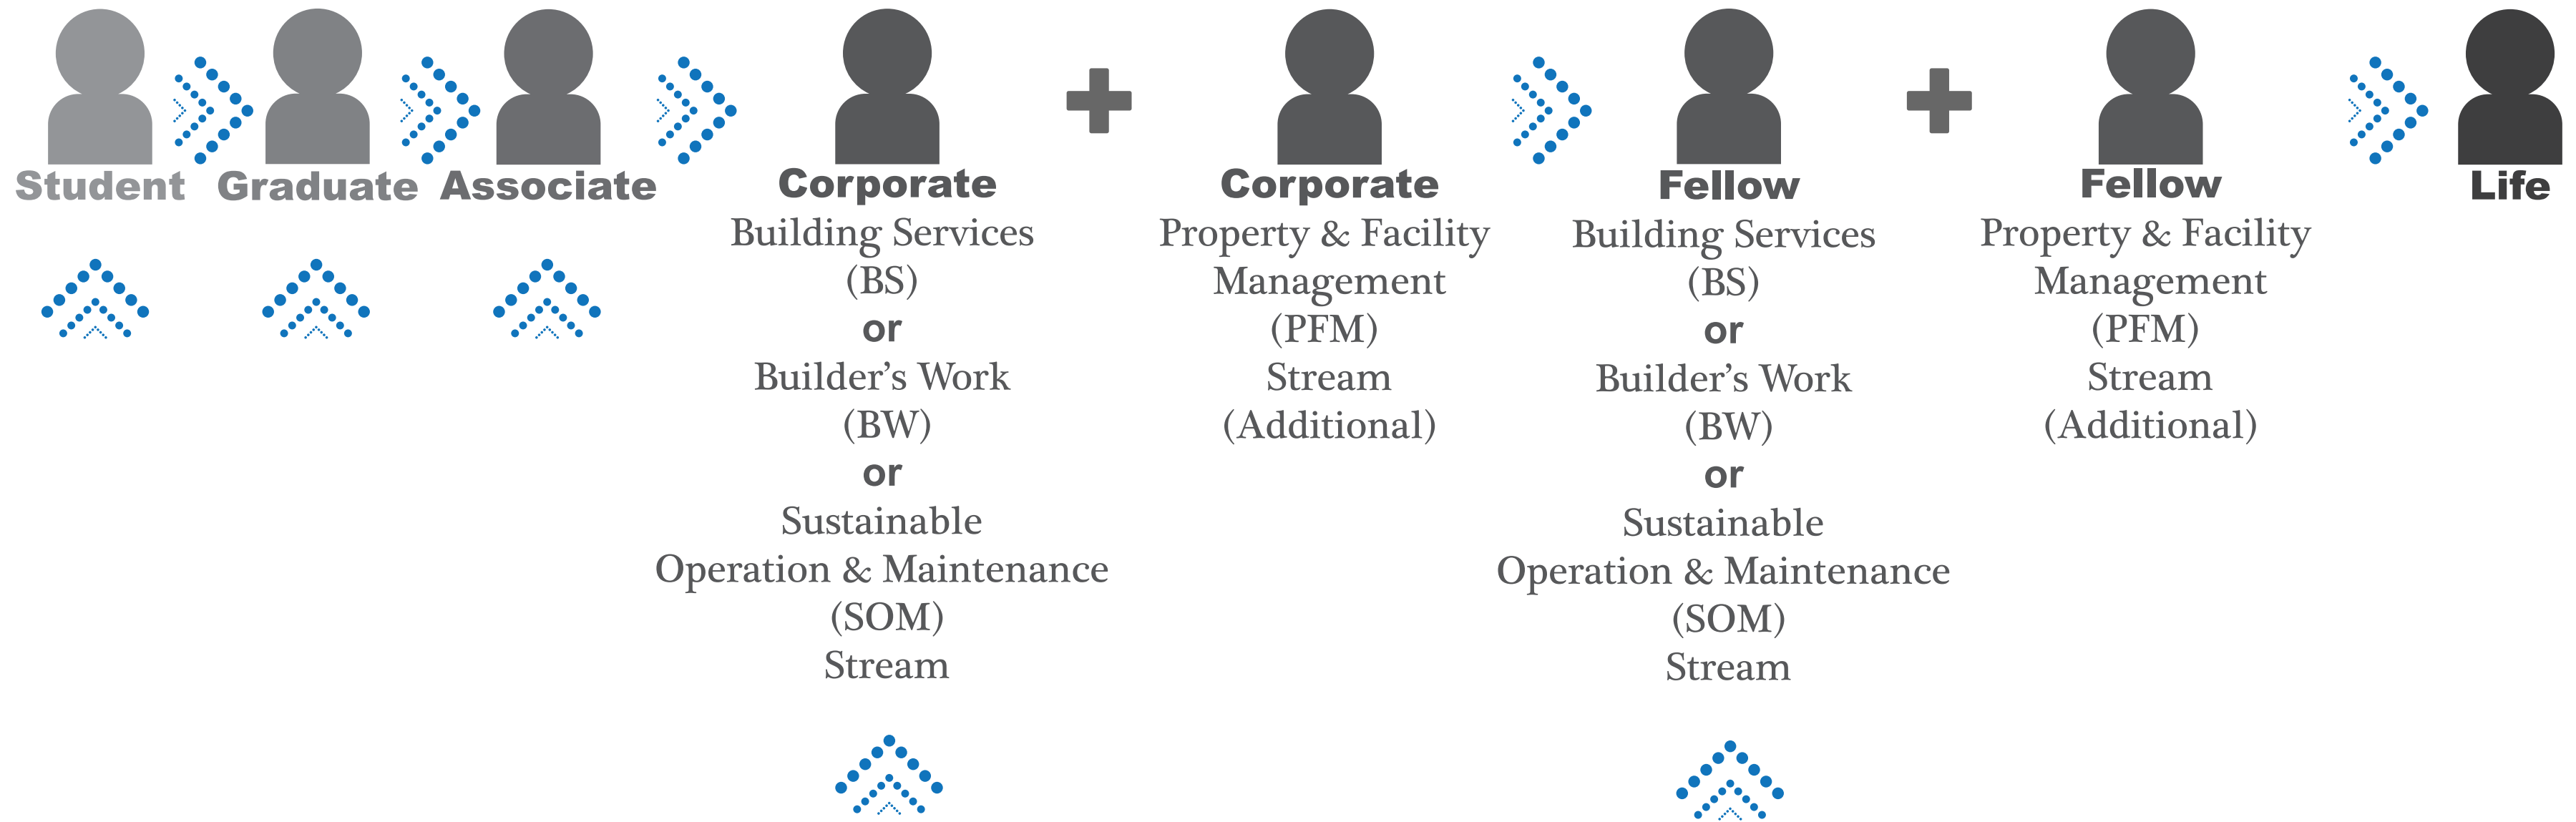 Student
Graduate
Associate
Corporate
Building Services
(BS)
or
Builder’s Work
(BW)
or
Sustainable
Operation & Maintenance
(SOM)
Stream
Corporate
Property & Facility
Management
(PFM)
Stream
(Additional)
Fellow
Building Services
(BS)
or
Builder’s Work
(BW)
or
Sustainable
Operation & Maintenance
(SOM)
Stream
Fellow
Property & Facility
Management
(PFM)
Stream
(Additional)
Life